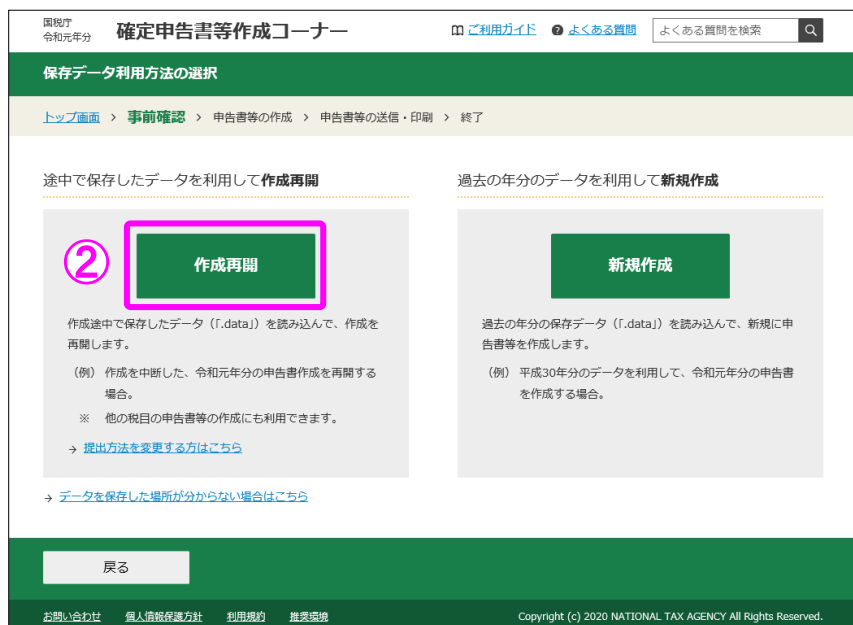 国税庁
令和元年分
確定申告書等作成コーナー
ご利用ガイド ? よくある質問 よくある質問を検索
保存データ利用方法の選択
トップ画面 > 事前確認 > 申告書等の作成 > 申告書等の送信・印刷 > 終了
途中で保存したデータを利用して作成再開
② 作成再開
作成途中で保存したデータ(「.data」)を読み込んで、作成を
再開します。
(例) 作成を中断した、令和元年分の申告書作成を再開する
場合。
※ 他の税目の申告書等の作成にも利用できます。
→ 提出方法を変更する方はこちら
→ データを保存した場所が分からない場合はこちら
過去の年分のデータを利用して新規作成
新規作成
過去の年分の保存データ(「.data」)を読み込んで、新規に申
告書等を作成します。
(例) 平成30年分のデータを利用して、令和元年分の申告書
を作成する場合。
戻る
お問い合わせ 個人情報保護方針 利用規約 推奨環境 Copyright (c) 2020 NATIONAL TAX AGENCY All Rights Reserved.